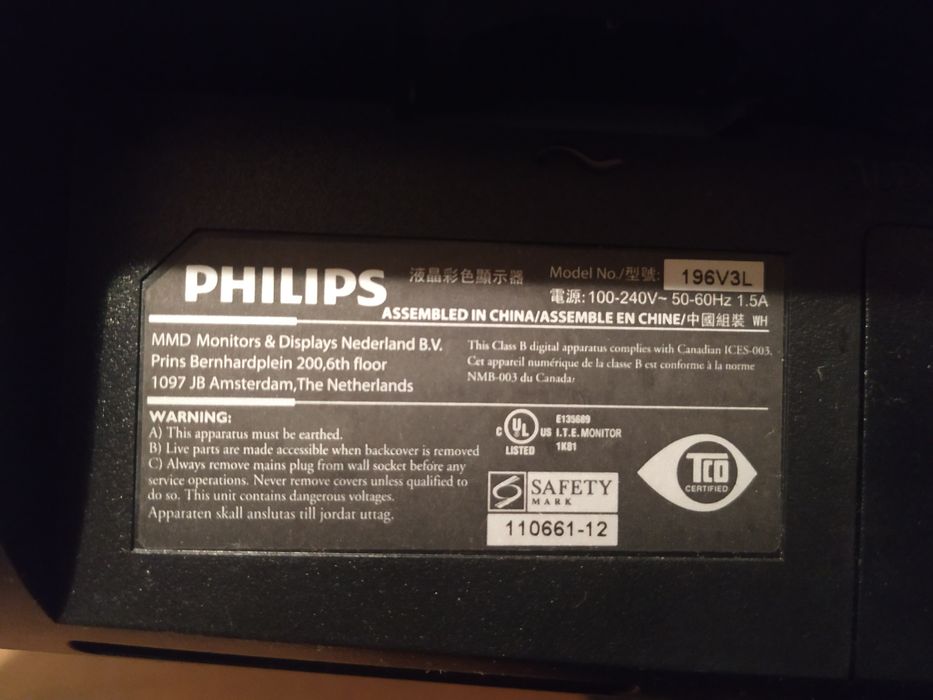 PHILIPS
液晶彩色顯示器
Model No./型號: 196V3L
電源: 100-240V~ 50-60Hz 1.5A
ASSEMBLED IN CHINA/ASSEMBLE EN CHINE/中國組裝 WH
MMD Monitors & Displays Nederland B.V.
Prins Bernhardplein 200,6th floor
1097 JB Amsterdam,The Netherlands
This Class B digital apparatus complies with Canadian ICES-003.
Cet appareil numérique de la classe B est conforme à la norme
NMB-003 du Canada.
WARNING:
A) This apparatus must be earthed.
B) Live parts are made accessible when backcover is removed
C) Always remove mains plug from wall socket before any
service operations. Never remove covers unless qualified to
do so. This unit contains dangerous voltages.
Apparaten skall anslutas till jordat uttag.
C UL US
LISTED
E135689
I.T.E. MONITOR
1K81
SAFETY
MARK
110661-12
TCO
CERTIFIED